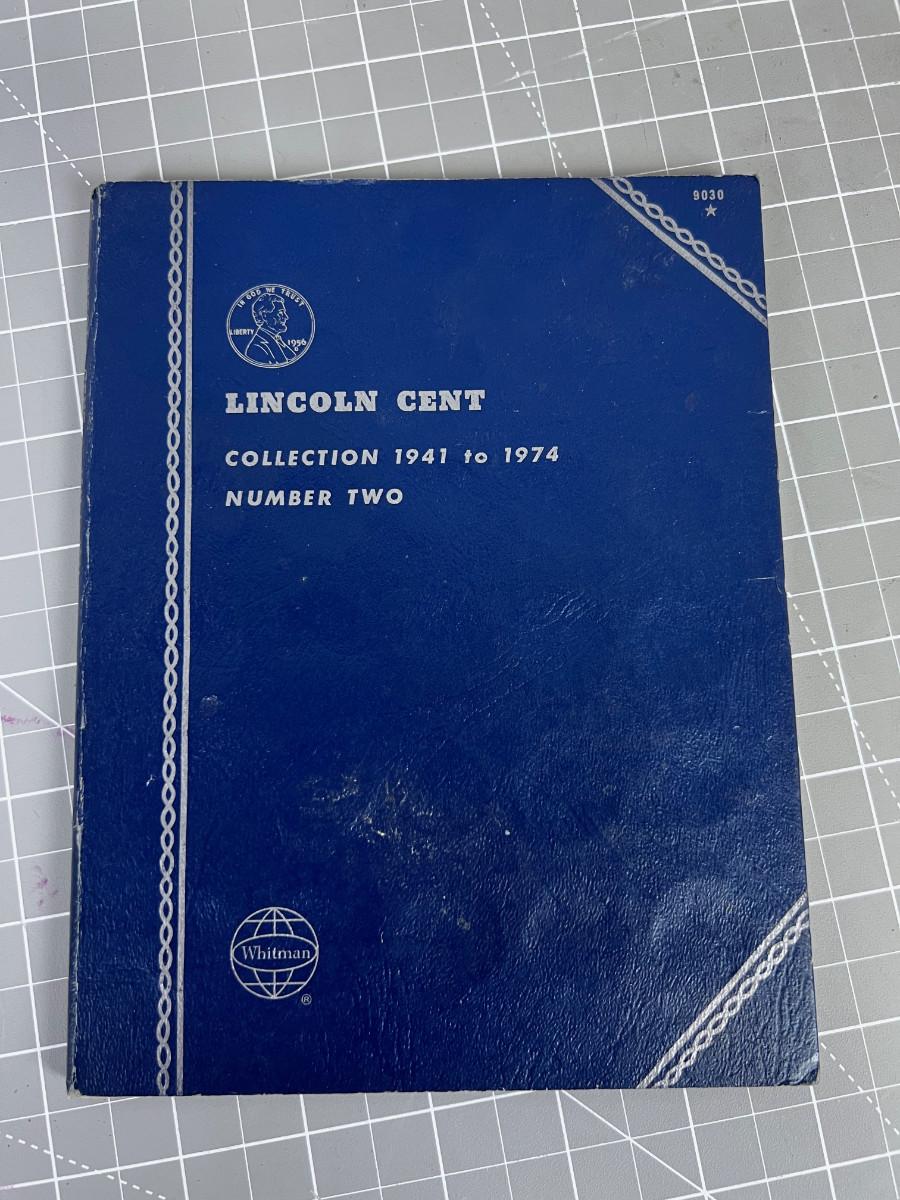 9030
IN GOD WE TRUST
LIBERTY
1956
D
LINCOLN CENT
COLLECTION 1941 to 1974
NUMBER TWO
Whitman
®